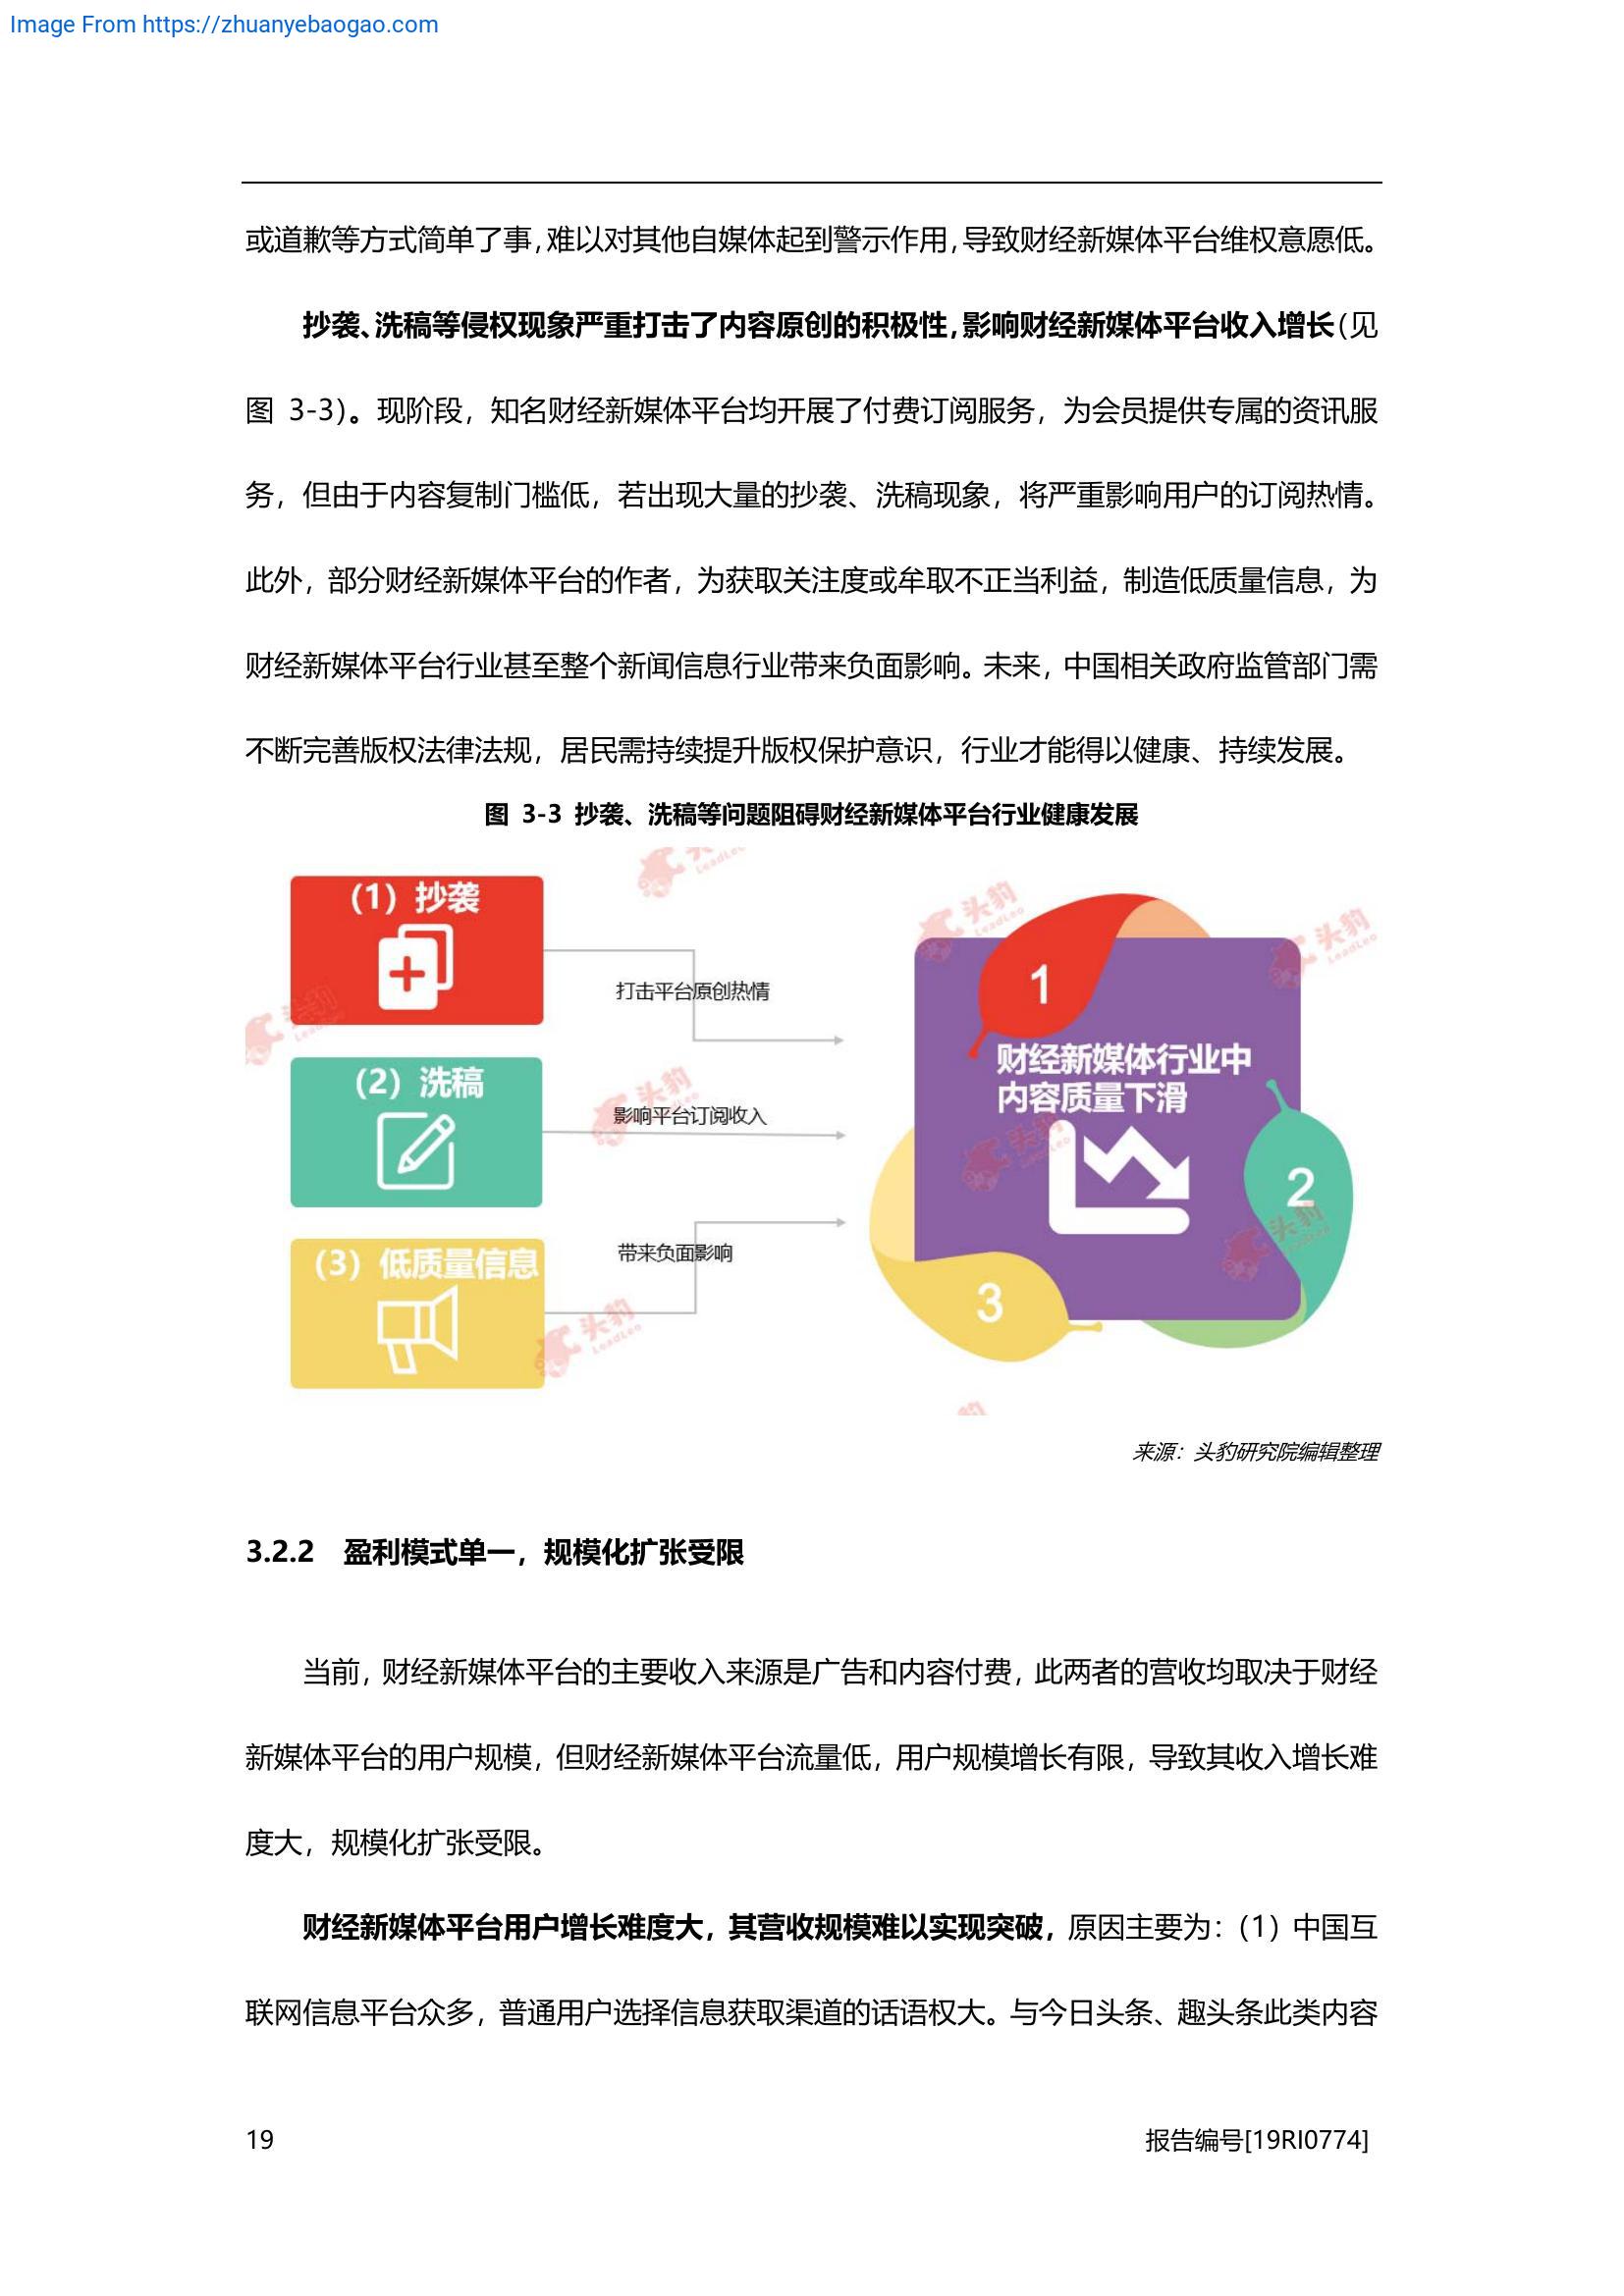 Image From https://zhuanyebaogao.com
或道歉等方式简单了事，难以对其他自媒体起到警示作用，导致财经新媒体平台维权意愿低。
抄袭、洗稿等侵权现象严重打击了内容原创的积极性，影响财经新媒体平台收入增长（见
图 3-3）。现阶段，知名财经新媒体平台均开展了付费订阅服务，为会员提供专属的资讯服
务，但由于内容复制门槛低，若出现大量的抄袭、洗稿现象，将严重影响用户的订阅热情。
此外，部分财经新媒体平台的作者，为获取关注度或牟取不正当利益，制造低质量信息，为
财经新媒体平台行业甚至整个新闻信息行业带来负面影响。未来，中国相关政府监管部门需
不断完善版权法律法规，居民需持续提升版权保护意识，行业才能得以健康、持续发展。
图 3-3 抄袭、洗稿等问题阻碍财经新媒体平台行业健康发展
（1）抄袭
打击平台原创热情
（2）洗稿
影响平台订阅收入
（3）低质量信息
带来负面影响
1
财经新媒体行业中
内容质量下滑
2
3
头豹
LeadLeo
来源：头豹研究院编辑整理
3.2.2 盈利模式单一，规模化扩张受限
当前，财经新媒体平台的主要收入来源是广告和内容付费，此两者的营收均取决于财经
新媒体平台的用户规模，但财经新媒体平台流量低，用户规模增长有限，导致其收入增长难
度大，规模化扩张受限。
财经新媒体平台用户增长难度大，其营收规模难以实现突破，原因主要为：（1）中国互
联网信息平台众多，普通用户选择信息获取渠道的话语权大。与今日头条、趣头条此类内容
19
报告编号[19RI0774]